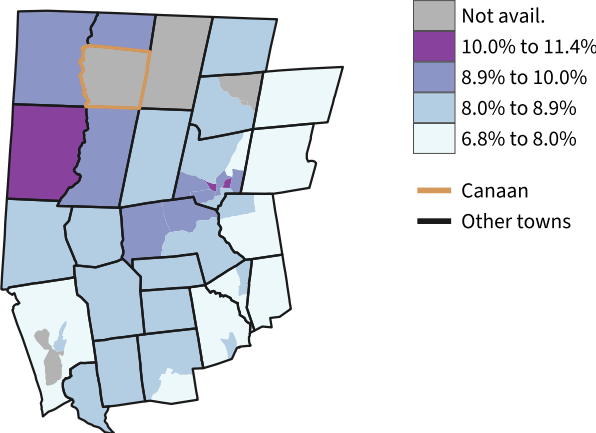 Not avail.
10.0% to 11.4%
8.9% to 10.0%
8.0% to 8.9%
6.8% to 8.0%
Canaan
Other towns